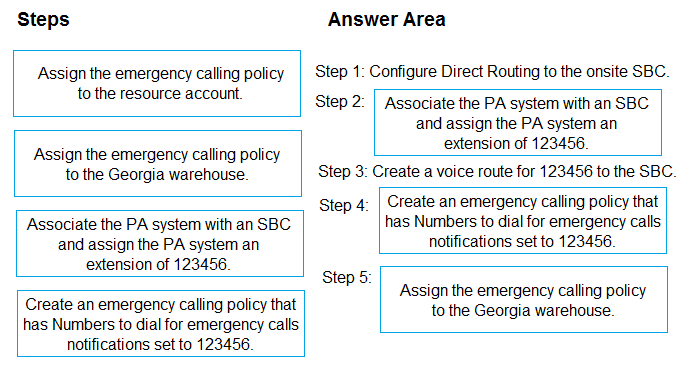 Steps
Answer Area
Assign the emergency calling policy
to the resource account.
Assign the emergency calling policy
to the Georgia warehouse.
Associate the PA system with an SBC
and assign the PA system an
extension of 123456.
Create an emergency calling policy that
has Numbers to dial for emergency calls
notifications set to 123456.
Step 1: Configure Direct Routing to the onsite SBC.
Step 2:
Associate the PA system with an SBC
and assign the PA system an
extension of 123456.
Step 3: Create a voice route for 123456 to the SBC.
Step 4:
Create an emergency calling policy that
has Numbers to dial for emergency calls
notifications set to 123456.
Step 5:
Assign the emergency calling policy
to the Georgia warehouse.